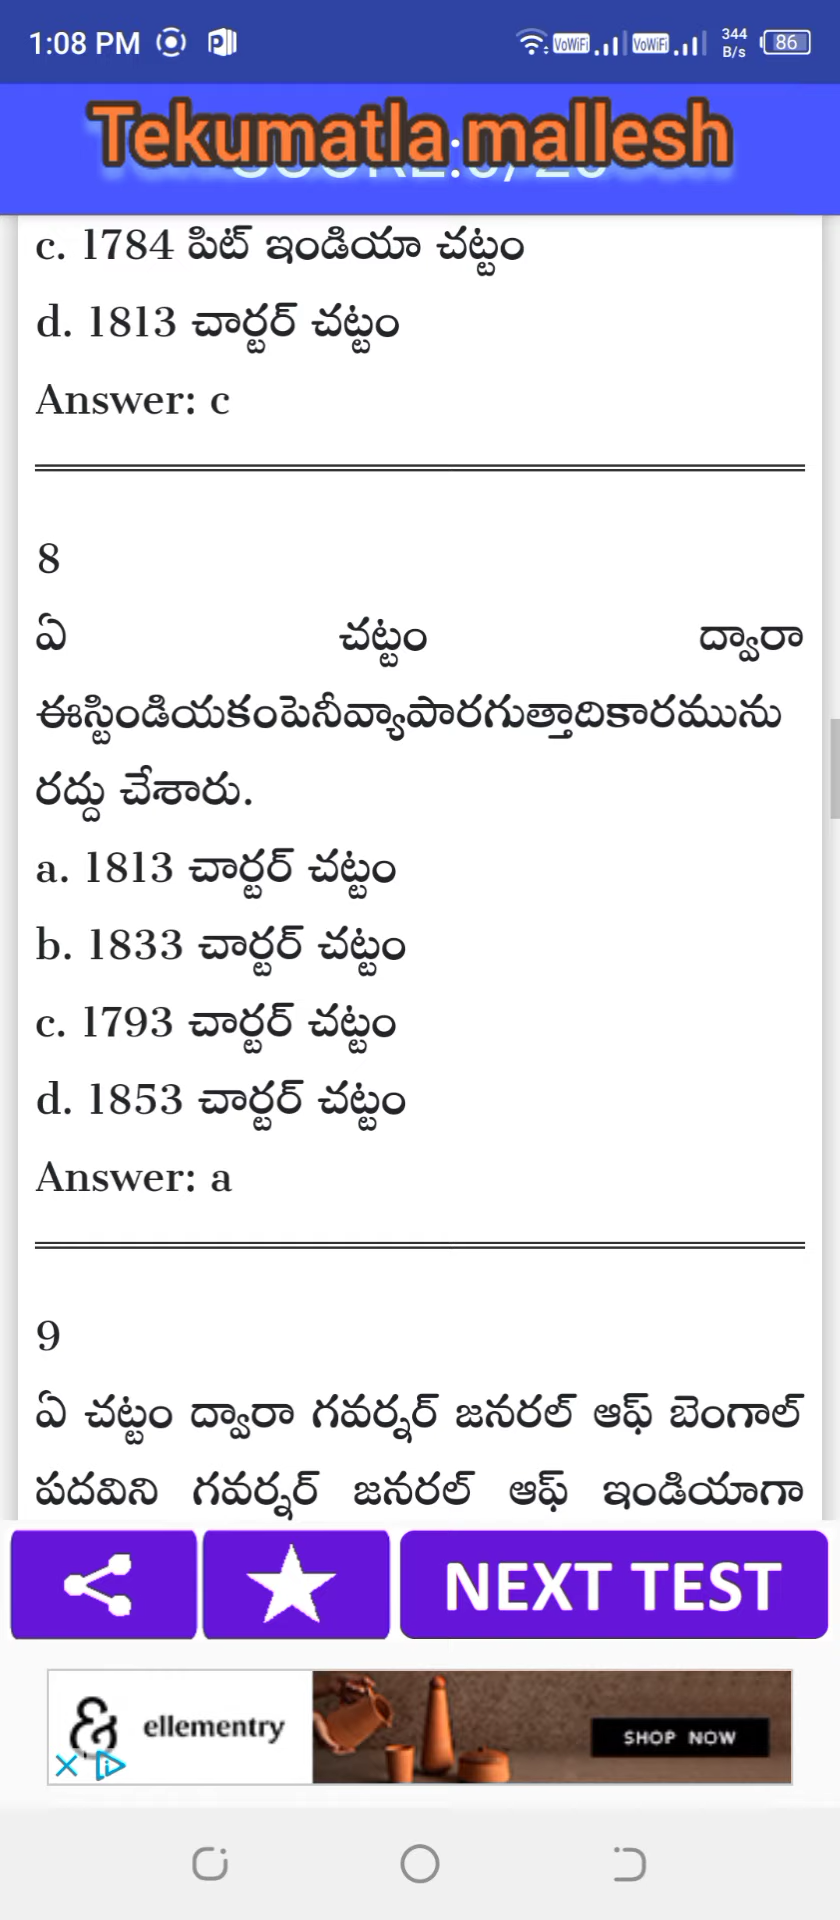 1:08 PM
VoWiFi VoWiFi 344 B/s 86
Tekumatla mallesh
c. 1784 పిట్ ఇండియా చట్టం
d. 1813 చార్టర్ చట్టం
Answer: c
8
ఏ చట్టం ద్వారా
ఈస్టిండియకంపెనీవ్యాపారగుత్తాదికారమును
రద్దు చేశారు.
a. 1813 చార్టర్ చట్టం
b. 1833 చార్టర్ చట్టం
c. 1793 చార్టర్ చట్టం
d. 1853 చార్టర్ చట్టం
Answer: a
9
ఏ చట్టం ద్వారా గవర్నర్ జనరల్ ఆఫ్ బెంగాల్
పదవిని గవర్నర్ జనరల్ ఆఫ్ ఇండియాగా
NEXT TEST
ellementry
SHOP NOW